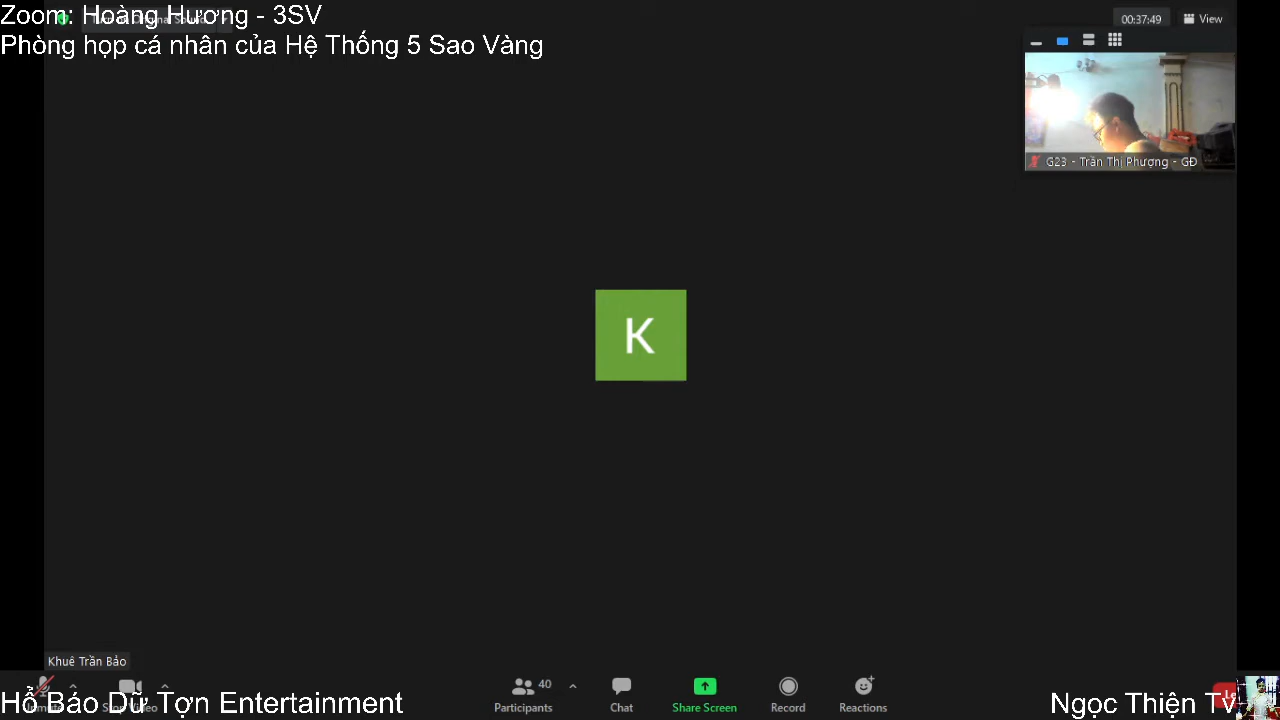 Zoom: Hoàng Hương - 3SV
Phòng họp cá nhân của Hệ Thống 5 Sao Vàng
00:37:49
View
G23 - Trần Thị Phượng - GĐ
K
Khuê Trần Bảo
Participants
40
Chat
Share Screen
Record
Reactions
Hổ Báo Dữ Tợn Entertainment
Ngọc Thiện Tv